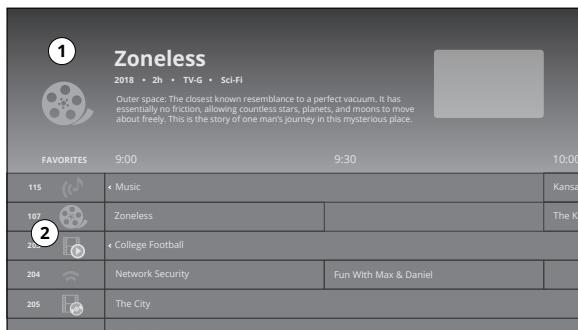 1
Zoneless
2018 • 2h • TV-G • Sci-Fi
Outer space: The closest known resemblance to a perfect vacuum. It has
essentially no friction, allowing countless stars, planets, and moons to move
about freely. This is the story of one man's journey in this mysterious place.
FAVORITES 9:00 9:30 10:00
115 ‹ Music Kansa
107 Zoneless The K
2
‹ College Football
204 Network Security Fun With Max & Daniel
205 The City